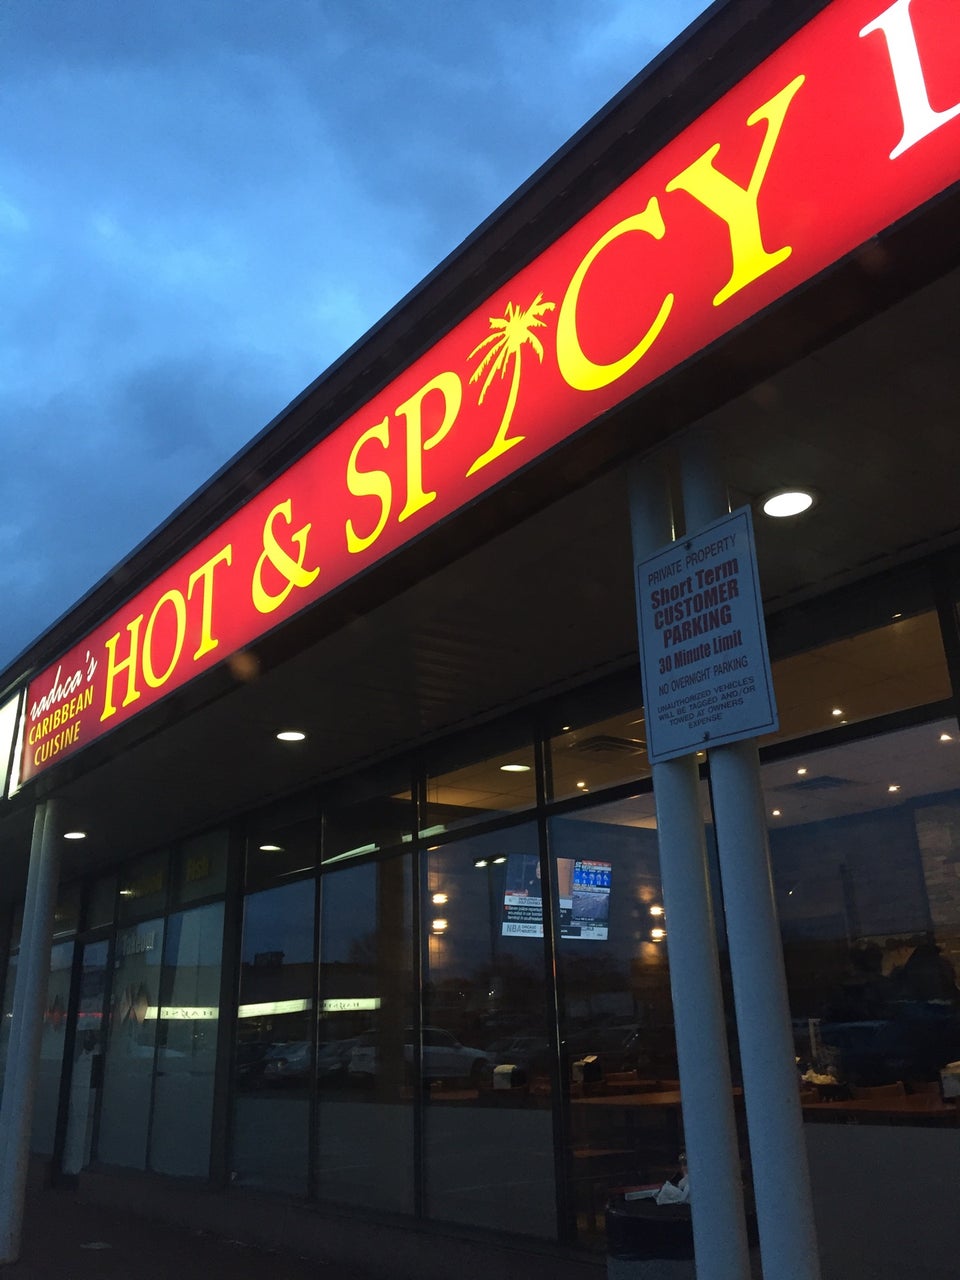 radica's
CARIBBEAN
CUISINE
HOT & SPICY
PRIVATE PROPERTY
Short Term
CUSTOMER
PARKING
30 Minute Limit
NO OVERNIGHT PARKING
UNAUTHORIZED VEHICLES
WILL BE TAGGED AND/OR
TOWED AT OWNERS
EXPENSE
NBA